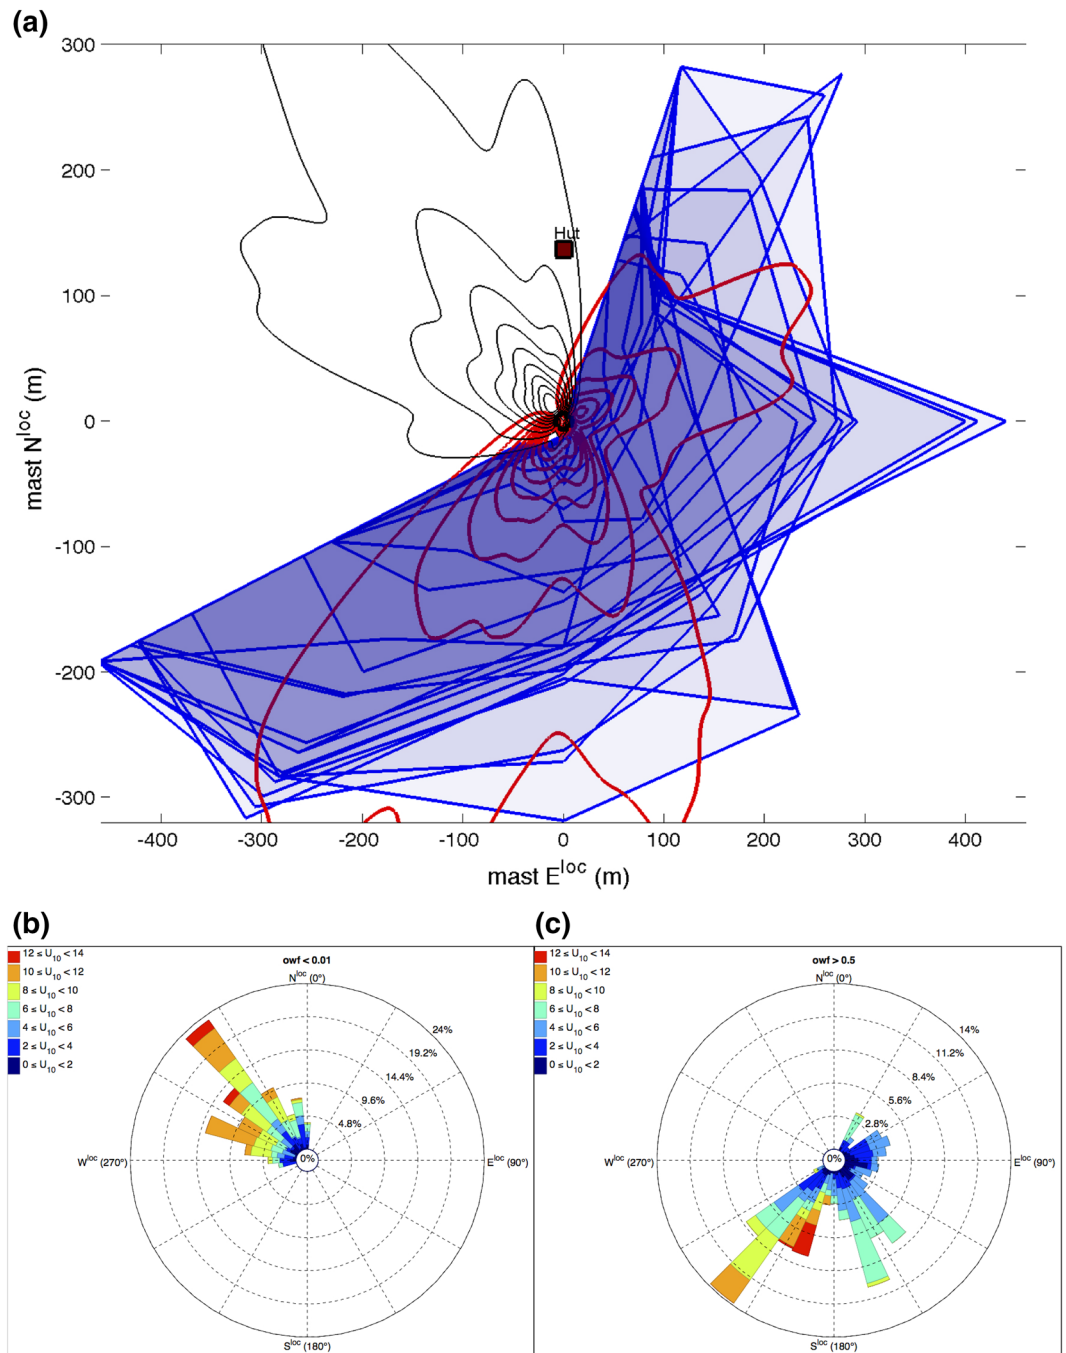 (a)
300
200
100
0
-100
-200
-300
mast N^loc (m)
Hut
-400 -300 -200 -100 0 100 200 300 400
mast E^loc (m)
(b)
12 ≤ U10 < 14
10 ≤ U10 < 12
8 ≤ U10 < 10
6 ≤ U10 < 8
4 ≤ U10 < 6
2 ≤ U10 < 4
0 ≤ U10 < 2
owf < 0.01
N^loc (0°)
24%
19.2%
14.4%
9.6%
4.8%
0%
W^loc (270°)
E^loc (90°)
S^loc (180°)
(c)
12 ≤ U10 < 14
10 ≤ U10 < 12
8 ≤ U10 < 10
6 ≤ U10 < 8
4 ≤ U10 < 6
2 ≤ U10 < 4
0 ≤ U10 < 2
owf > 0.5
N^loc (0°)
14%
11.2%
8.4%
5.6%
2.8%
0%
W^loc (270°)
E^loc (90°)
S^loc (180°)